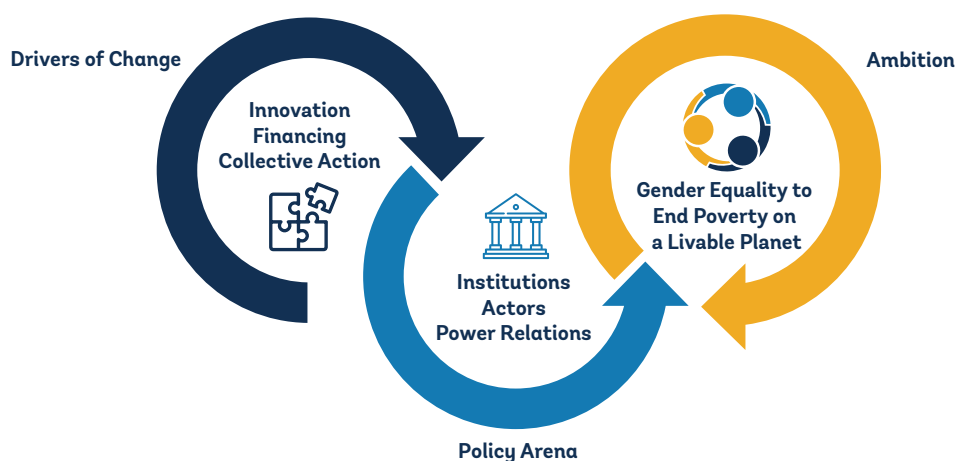 Drivers of Change
Innovation
Financing
Collective Action
Institutions
Actors
Power Relations
Policy Arena
Ambition
Gender Equality to
End Poverty on
a Livable Planet